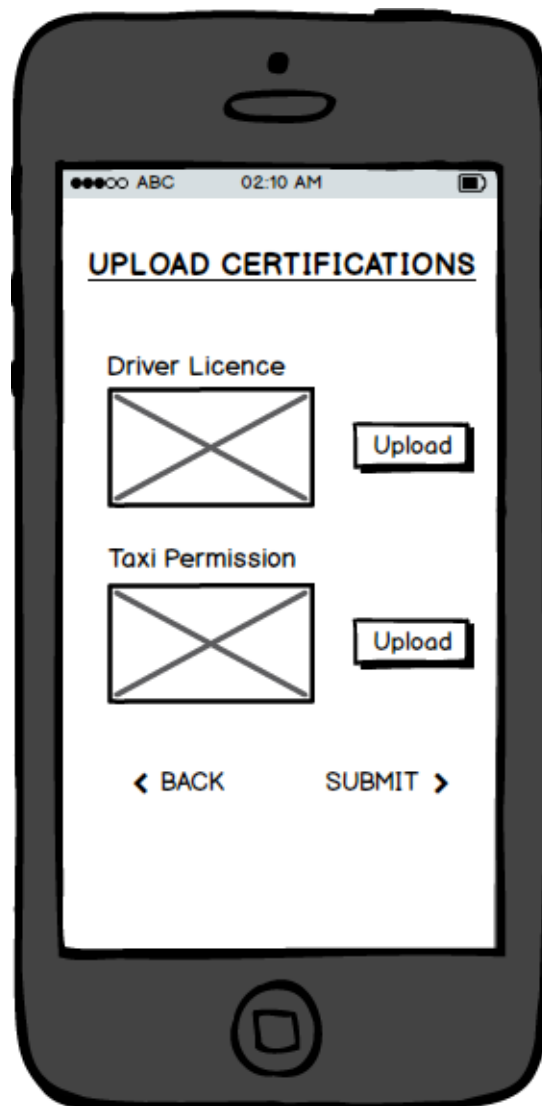 ABC 02:10 AM
UPLOAD CERTIFICATIONS
Driver Licence
Upload
Taxi Permission
Upload
BACK SUBMIT